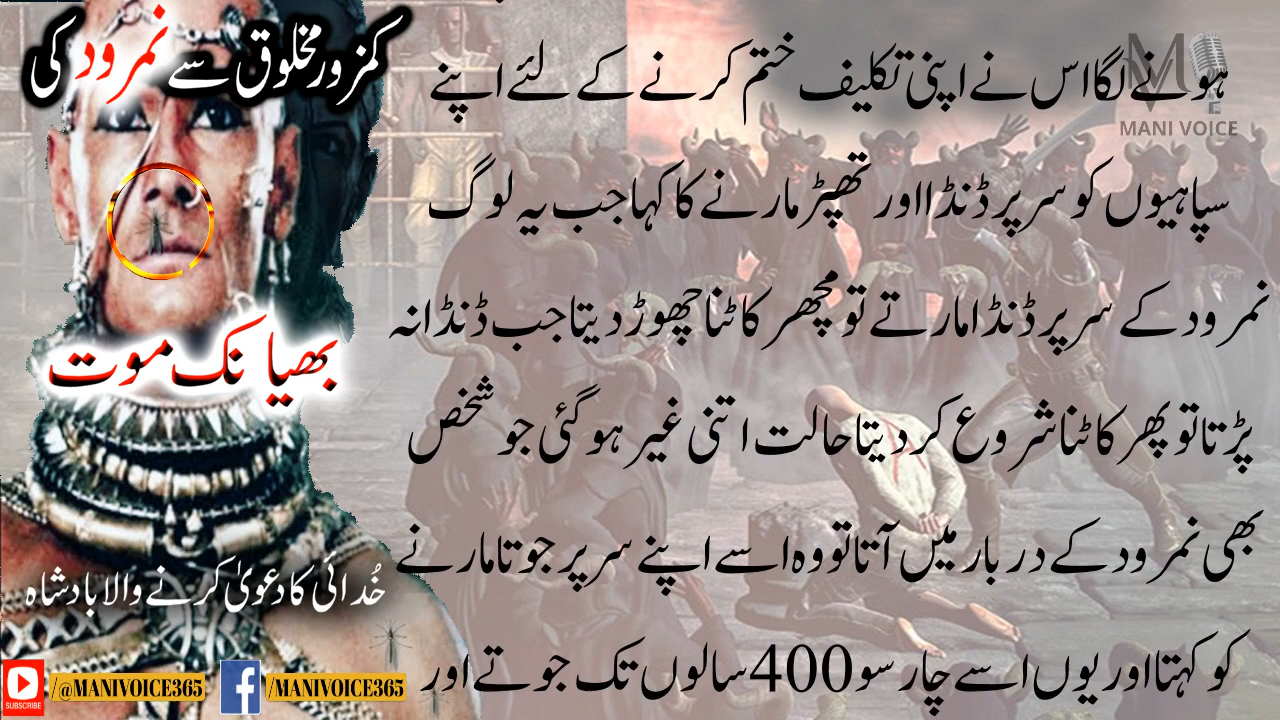 کمزور مخلوق سے نمرود کی
بھیانک موت
خُدائی کا دعویٰ کرنے والا بادشاہ
SUBSCRIBE
/@MANIVOICE365
/MANIVOICE365
MANI VOICE
ہونے لگا اس نے اپنی تکلیف ختم کرنے کے لئے اپنے
سپاہیوں کو سر پر ڈنڈا اور تھپڑ مارنے کا کہا جب یہ لوگ
نمرود کے سر پر ڈنڈا مارتے تو مچھر کاٹنا چھوڑ دیتا جب ڈنڈا نہ
پڑتا تو پھر کاٹنا شروع کر دیتا حالت اتنی غیر ہو گئی جو شخص
بھی نمرود کے دربار میں آتا تو وہ اسے اپنے سر پر جوتا مارنے
کو کہتا اور یوں اسے چار سو 400 سالوں تک جوتے اور